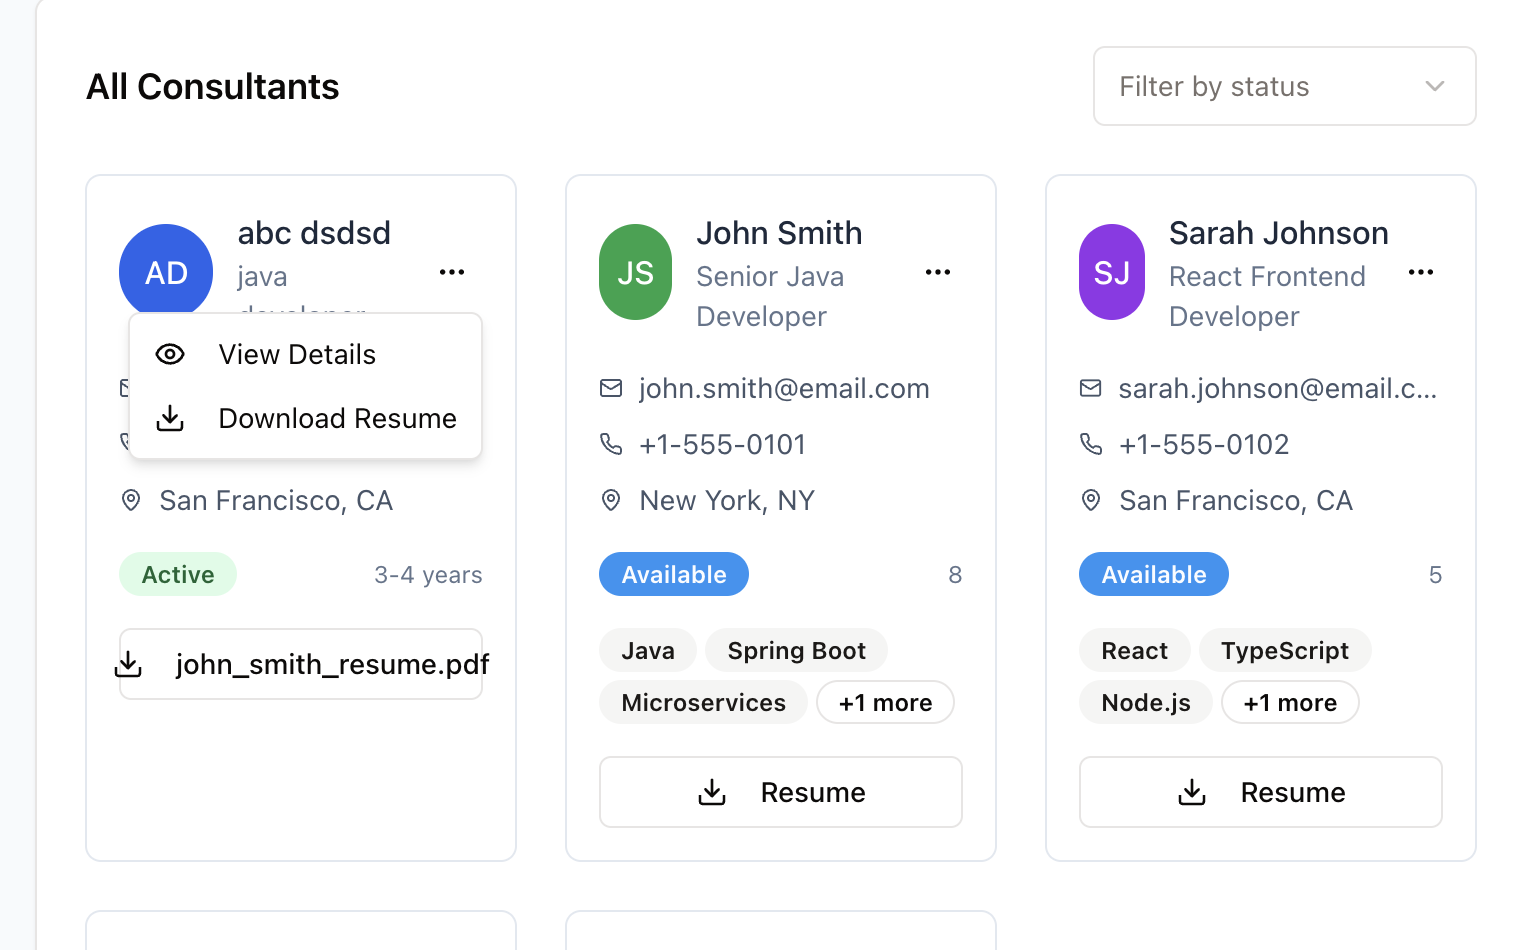 All Consultants
Filter by status
AD
abc dsdsd
java
developer
View Details
Download Resume
San Francisco, CA
Active
3-4 years
john_smith_resume.pdf
JS
John Smith
Senior Java
Developer
john.smith@email.com
+1-555-0101
New York, NY
Available
8
Java
Spring Boot
Microservices
+1 more
Resume
SJ
Sarah Johnson
React Frontend
Developer
sarah.johnson@email.c...
+1-555-0102
San Francisco, CA
Available
5
React
TypeScript
Node.js
+1 more
Resume